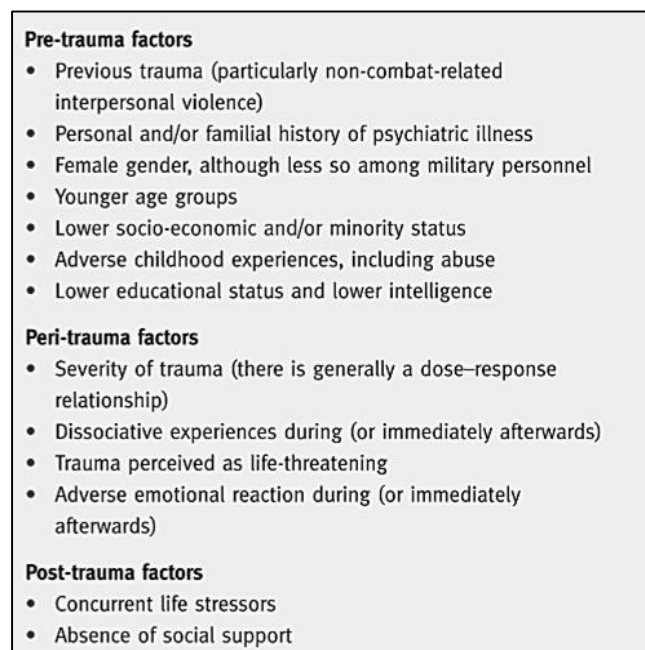 Pre-trauma factors
• Previous trauma (particularly non-combat-related
interpersonal violence)
• Personal and/or familial history of psychiatric illness
• Female gender, although less so among military personnel
• Younger age groups
• Lower socio-economic and/or minority status
• Adverse childhood experiences, including abuse
• Lower educational status and lower intelligence
Peri-trauma factors
• Severity of trauma (there is generally a dose–response
relationship)
• Dissociative experiences during (or immediately afterwards)
• Trauma perceived as life-threatening
• Adverse emotional reaction during (or immediately
afterwards)
Post-trauma factors
• Concurrent life stressors
• Absence of social support